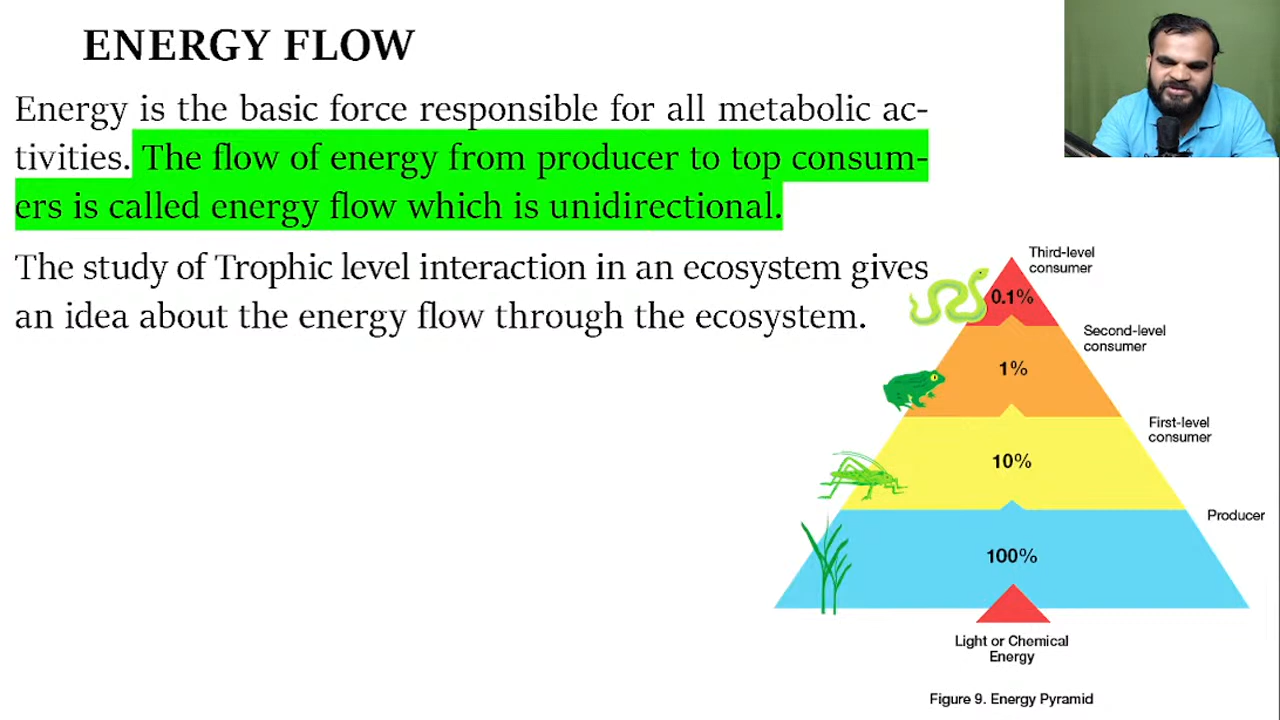 ENERGY FLOW
Energy is the basic force responsible for all metabolic ac-
tivities. The flow of energy from producer to top consum-
ers is called energy flow which is unidirectional.
The study of Trophic level interaction in an ecosystem gives
an idea about the energy flow through the ecosystem.
Third-level
consumer
0.1%
Second-level
consumer
1%
First-level
consumer
10%
Producer
100%
Light or Chemical
Energy
Figure 9. Energy Pyramid